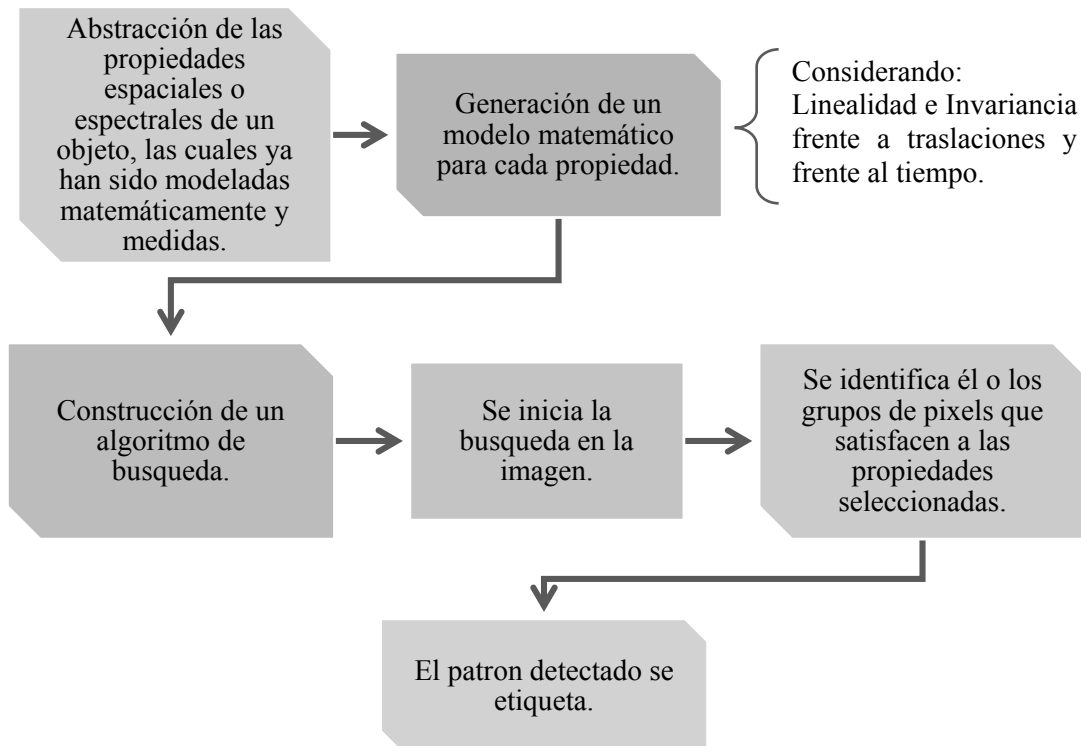 Abstracción de las
propiedades
espaciales o
espectrales de un
objeto, las cuales ya
han sido modeladas
matemáticamente y
medidas.
Generación de un
modelo matemático
para cada propiedad.
Considerando:
Linealidad e Invariancia
frente a traslaciones y
frente al tiempo.
Construcción de un
algoritmo de
busqueda.
Se inicia la
busqueda en la
imagen.
Se identifica él o los
grupos de pixels que
satisfacen a las
propiedades
seleccionadas.
El patron detectado se
etiqueta.